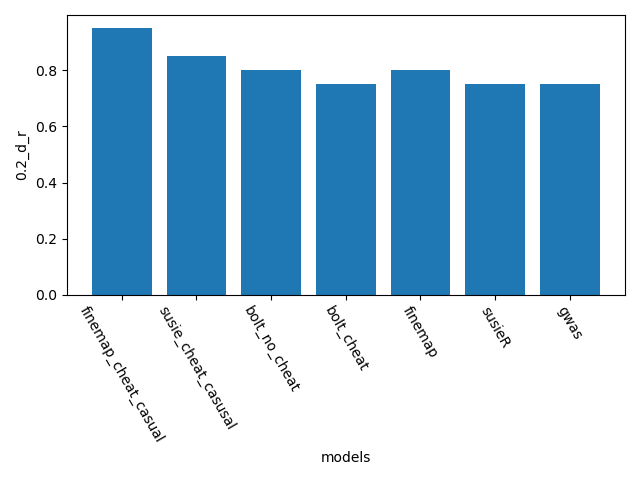 0.2_d_r
0.8
0.6
0.4
0.2
0.0
finemap_cheat_casual
susie_cheat_casusal
bolt_no_cheat
bolt_cheat
finemap
susieR
gwas
models